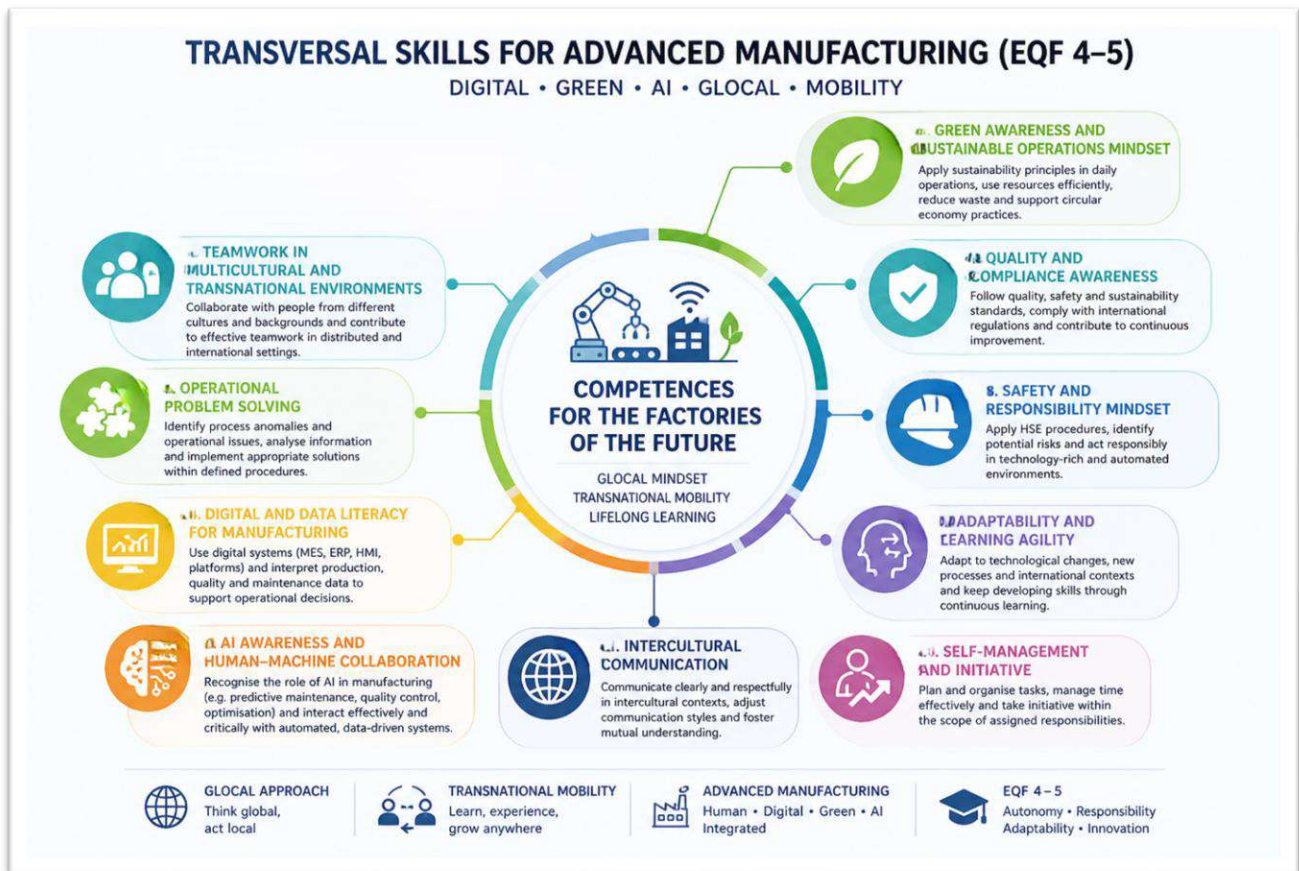 TRANSVERSAL SKILLS FOR ADVANCED MANUFACTURING (EQF 4–5)
DIGITAL • GREEN • AI • GLOCAL • MOBILITY
GREEN AWARENESS AND
SUSTAINABLE OPERATIONS MINDSET
Apply sustainability principles in daily
operations, use resources efficiently,
reduce waste and support circular
economy practices.
TEAMWORK IN
MULTICULTURAL AND
TRANSNATIONAL ENVIRONMENTS
Collaborate with people from different
cultures and backgrounds and contribute
to effective teamwork in distributed and
international settings.
QUALITY AND
COMPLIANCE AWARENESS
Follow quality, safety and sustainability
standards, comply with international
regulations and contribute to continuous
improvement.
OPERATIONAL
PROBLEM SOLVING
Identify process anomalies and
operational issues, analyse information
and implement appropriate solutions
within defined procedures.
COMPETENCES
FOR THE FACTORIES
OF THE FUTURE
GLOCAL MINDSET
TRANSNATIONAL MOBILITY
LIFELONG LEARNING
SAFETY AND
RESPONSIBILITY MINDSET
Apply HSE procedures, identify
potential risks and act responsibly
in technology-rich and automated
environments.
DIGITAL AND DATA LITERACY
FOR MANUFACTURING
Use digital systems (MES, ERP, HMI,
platforms) and interpret production,
quality and maintenance data to
support operational decisions.
ADAPTABILITY AND
LEARNING AGILITY
Adapt to technological changes, new
processes and international contexts
and keep developing skills through
continuous learning.
AI AWARENESS AND
HUMAN–MACHINE COLLABORATION
Recognise the role of AI in manufacturing
(e.g. predictive maintenance, quality control,
optimisation) and interact effectively and
critically with automated, data-driven systems.
INTERCULTURAL
COMMUNICATION
Communicate clearly and respectfully
in intercultural contexts, adjust
communication styles and foster
mutual understanding.
SELF-MANAGEMENT
AND INITIATIVE
Plan and organise tasks, manage time
effectively and take initiative within
the scope of assigned responsibilities.
GLOCAL APPROACH
Think global,
act local
TRANSNATIONAL MOBILITY
Learn, experience,
grow anywhere
ADVANCED MANUFACTURING
Human • Digital • Green • AI
Integrated
EQF 4–5
Autonomy • Responsibility
Adaptability • Innovation